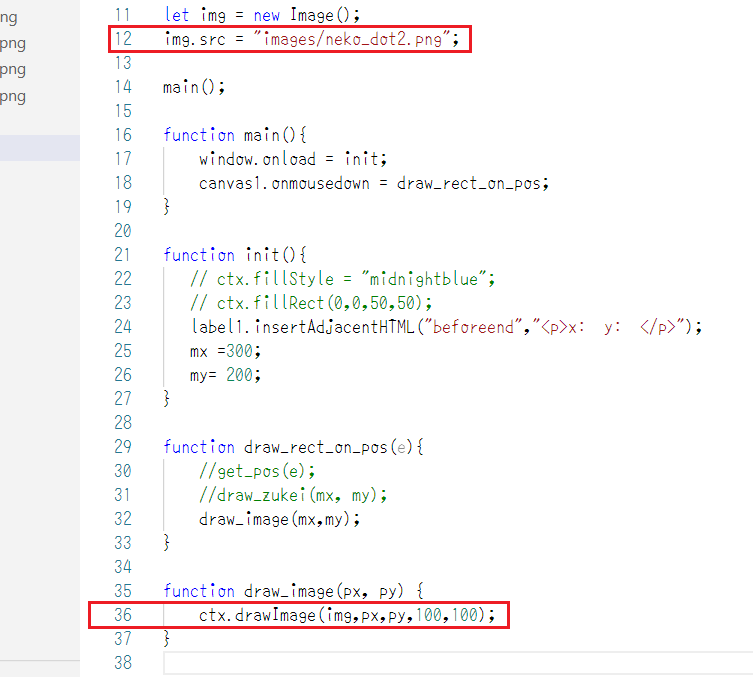 ng
png
png
png
11 let img = new Image();
12 img.src = "images/neko_dot2.png";
13
14 main();
15
16 function main(){
17 window.onload = init;
18 canvas1.onmousedown = draw_rect_on_pos;
19 }
20
21 function init(){
22 // ctx.fillStyle = "midnightblue";
23 // ctx.fillRect(0,0,50,50);
24 label1.insertAdjacentHTML("beforeend","<p>x:  y:  </p>");
25 mx =300;
26 my= 200;
27 }
28
29 function draw_rect_on_pos(e){
30 //get_pos(e);
31 //draw_zukei(mx, my);
32 draw_image(mx,my);
33 }
34
35 function draw_image(px, py) {
36 ctx.drawImage(img,px,py,100,100);
37 }
38